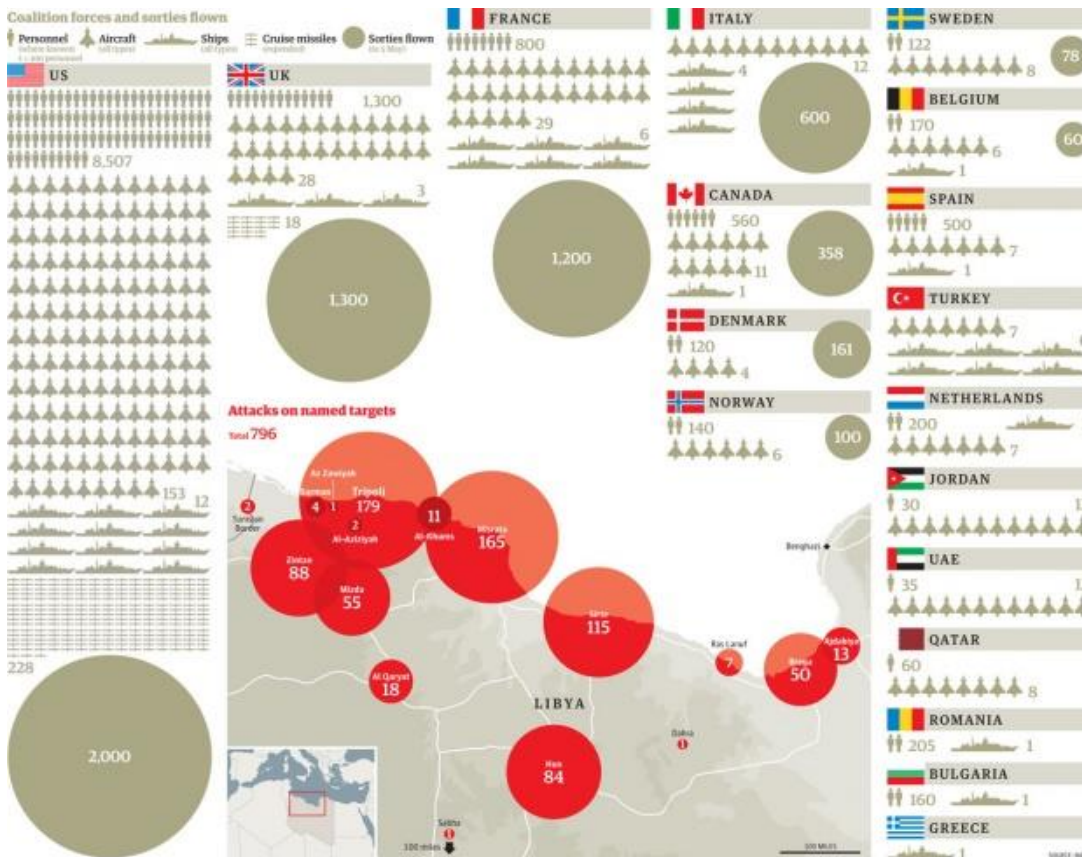 Coalition forces and sorties flown
Personnel
Aircraft
Ships
Cruise missiles
Sorties flown
US
8,507
153
12
228
2,000
UK
1,300
28
3
18
1,300
FRANCE
800
29
6
1,200
ITALY
12
4
600
CANADA
560
11
1
358
DENMARK
120
4
161
NORWAY
140
6
100
SWEDEN
122
8
78
BELGIUM
170
6
1
60
SPAIN
500
7
1
TURKEY
7
NETHERLANDS
200
7
JORDAN
30
UAE
35
QATAR
60
8
ROMANIA
205 1
BULGARIA
160 1
GREECE
1
Attacks on named targets
Total 796
2
Tunisian
Border
Az Zawiyah
4
1
Tripoli
179
2
Al-Aziziyah
11
Al-Khums
Misrata
165
Zintan
88
Mizda
55
Al Qaryat
18
Sirte
115
Ras Lanuf
7
Brega
50
Ajdabiya
13
Benghazi
LIBYA
Hun
84
Dahra
1
Sabha
1
100 miles
100 MILES